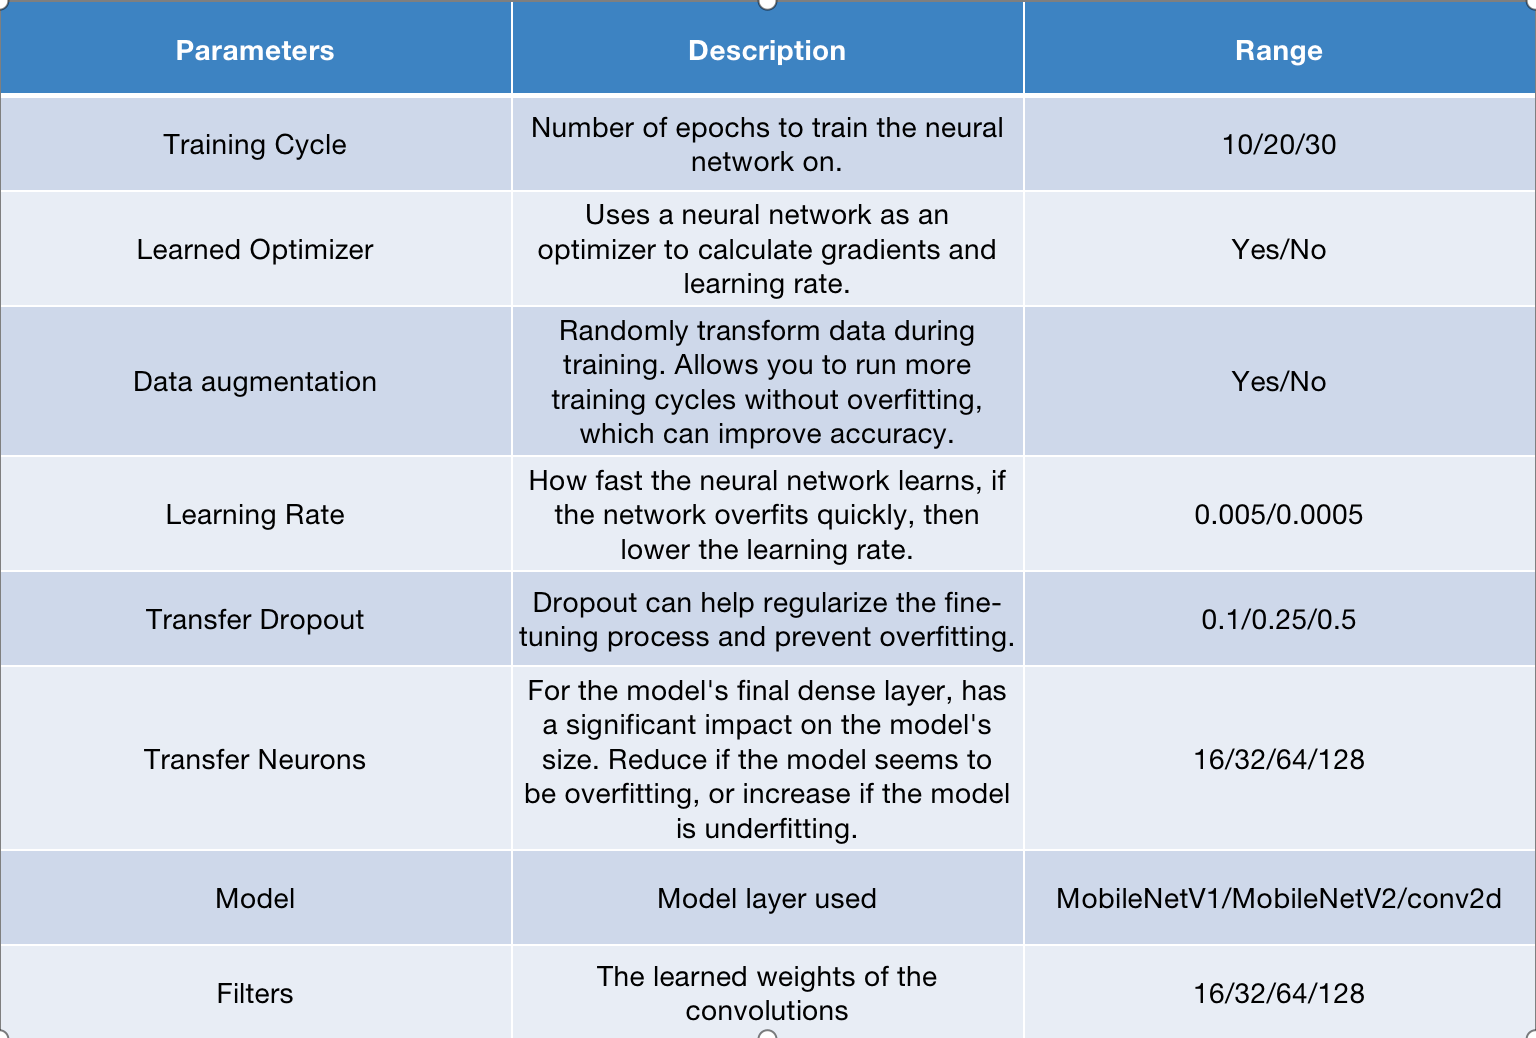 Parameters
Description
Range
Training Cycle
Number of epochs to train the neural
network on.
10/20/30
Learned Optimizer
Uses a neural network as an
optimizer to calculate gradients and
learning rate.
Yes/No
Data augmentation
Randomly transform data during
training. Allows you to run more
training cycles without overfitting,
which can improve accuracy.
Yes/No
Learning Rate
How fast the neural network learns, if
the network overfits quickly, then
lower the learning rate.
0.005/0.0005
Transfer Dropout
Dropout can help regularize the fine-
tuning process and prevent overfitting.
0.1/0.25/0.5
Transfer Neurons
For the model's final dense layer, has
a significant impact on the model's
size. Reduce if the model seems to
be overfitting, or increase if the model
is underfitting.
16/32/64/128
Model
Model layer used
MobileNetV1/MobileNetV2/conv2d
Filters
The learned weights of the
convolutions
16/32/64/128